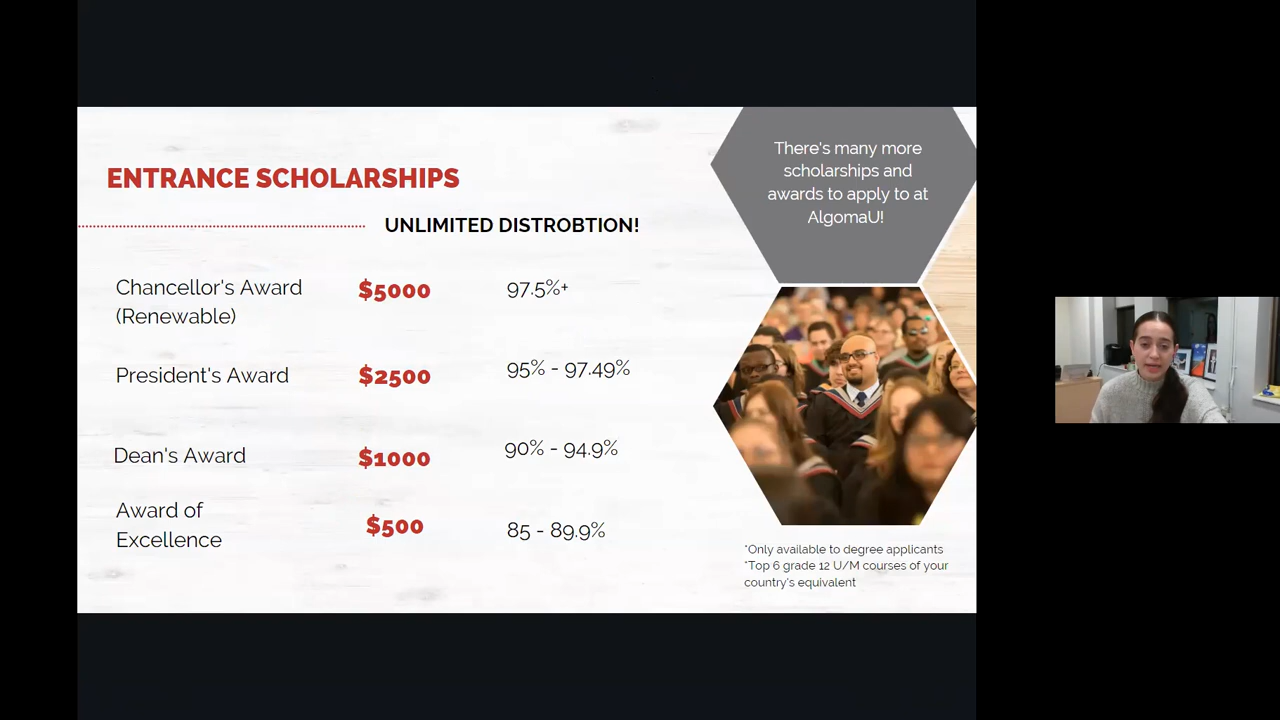 ENTRANCE SCHOLARSHIPS
UNLIMITED DISTROBTION!
Chancellor's Award
(Renewable)
$5000
97.5%+
President's Award
$2500
95% - 97.49%
Dean's Award
$1000
90% - 94.9%
Award of
Excellence
$500
85 - 89.9%
There's many more
scholarships and
awards to apply to at
AlgomaU!
*Only available to degree applicants
*Top 6 grade 12 U/M courses of your
country's equivalent